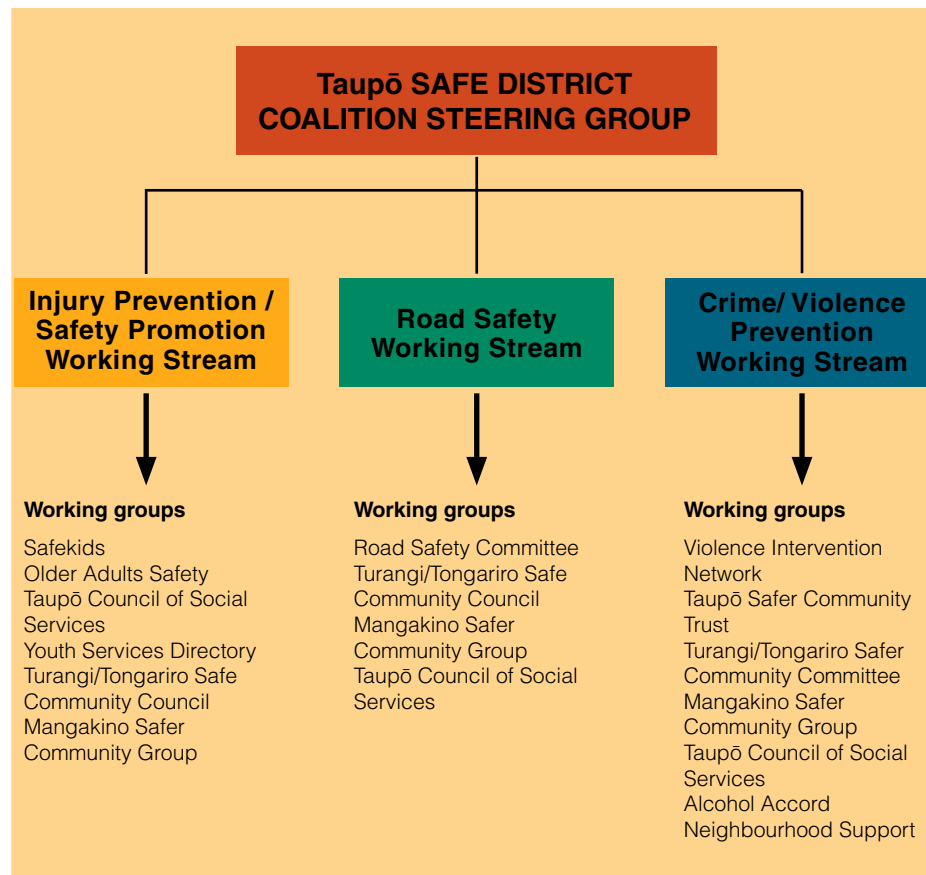 Taupō SAFE DISTRICT
COALITION STEERING GROUP
Injury Prevention /
Safety Promotion
Working Stream
Road Safety
Working Stream
Crime/ Violence
Prevention
Working Stream
Working groups
Safekids
Older Adults Safety
Taupō Council of Social
Services
Youth Services Directory
Turangi/Tongariro Safe
Community Council
Mangakino Safer
Community Group
Working groups
Road Safety Committee
Turangi/Tongariro Safe
Community Council
Mangakino Safer
Community Group
Taupō Council of Social
Services
Working groups
Violence Intervention
Network
Taupō Safer Community
Trust
Turangi/Tongariro Safer
Community Committee
Mangakino Safer
Community Group
Taupō Council of Social
Services
Alcohol Accord
Neighbourhood Support